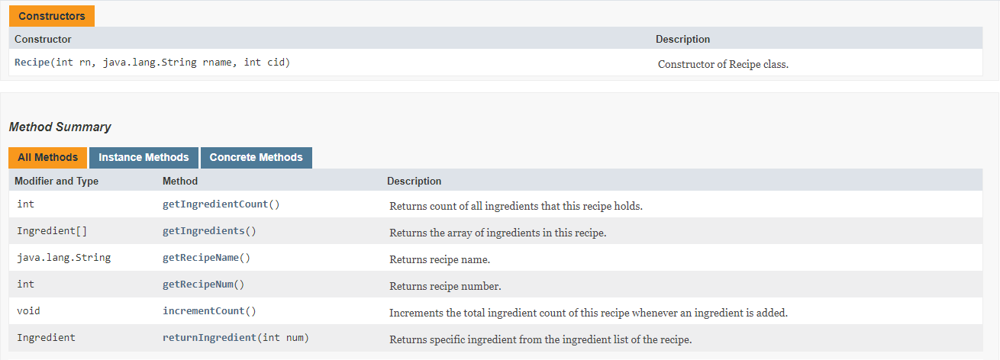 Constructors
Constructor Description
Recipe(int rn, java.lang.String rname, int cid) Constructor of Recipe class.
Method Summary
All Methods Instance Methods Concrete Methods
Modifier and Type Method Description
int getIngredientCount() Returns count of all ingredients that this recipe holds.
Ingredient[] getIngredients() Returns the array of ingredients in this recipe.
java.lang.String getRecipeName() Returns recipe name.
int getRecipeNum() Returns recipe number.
void incrementCount() Increments the total ingredient count of this recipe whenever an ingredient is added.
Ingredient returnIngredient(int num) Returns specific ingredient from the ingredient list of the recipe.